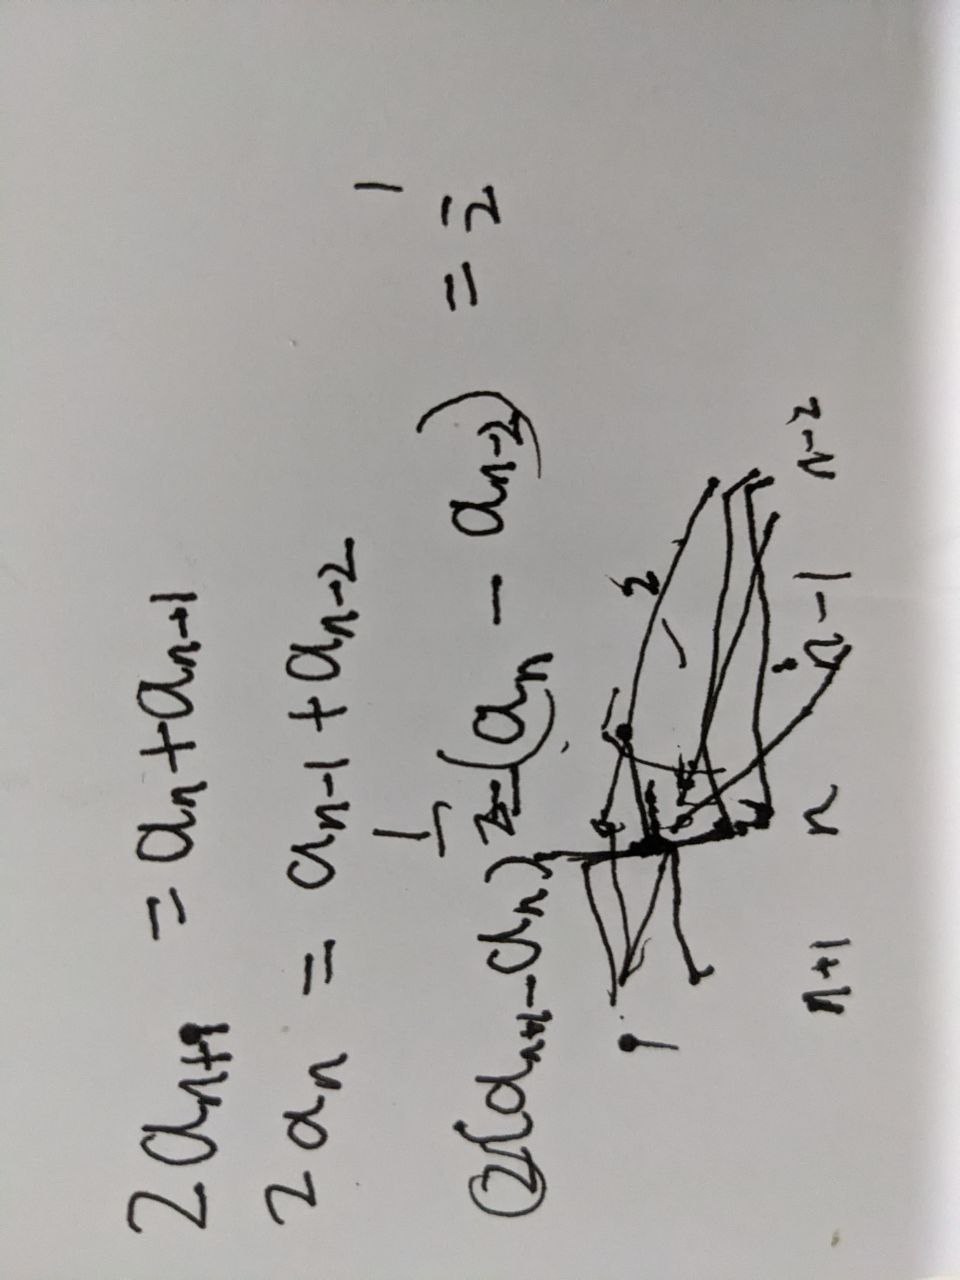 2a_{n+1} = a_n + a_{n-1}
2a_n = a_{n-1} + a_{n-2}
2(a_{n+1} - a_n) = \frac{1}{2}(a_n - a_{n-2}) = \frac{1}{2}
2
n+1 n n-1 n-2